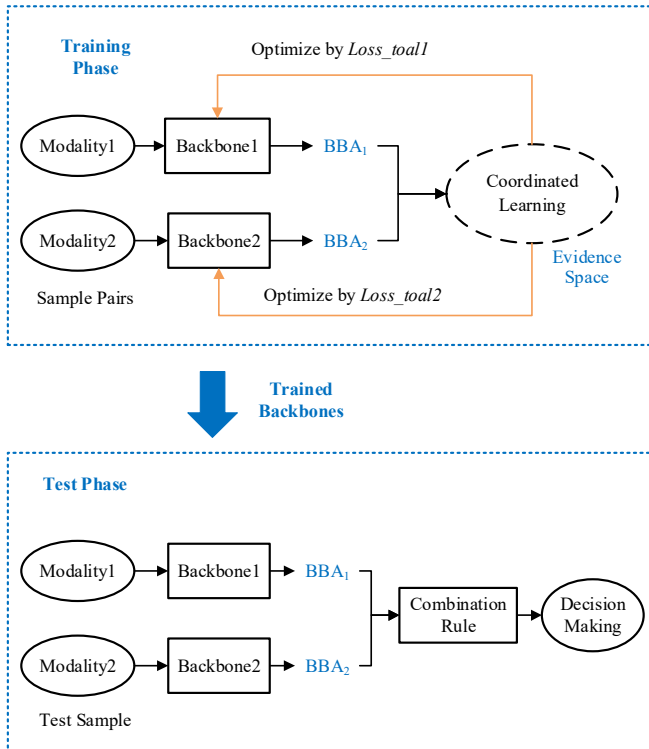 Training
Phase
Optimize by Loss_toal1
Modality1
Backbone1
BBA₁
Coordinated
Learning
Modality2
Backbone2
BBA₂
Evidence
Space
Sample Pairs
Optimize by Loss_toal2
Trained
Backbones
Test Phase
Modality1
Backbone1
BBA₁
Combination
Rule
Decision
Making
Modality2
Backbone2
BBA₂
Test Sample